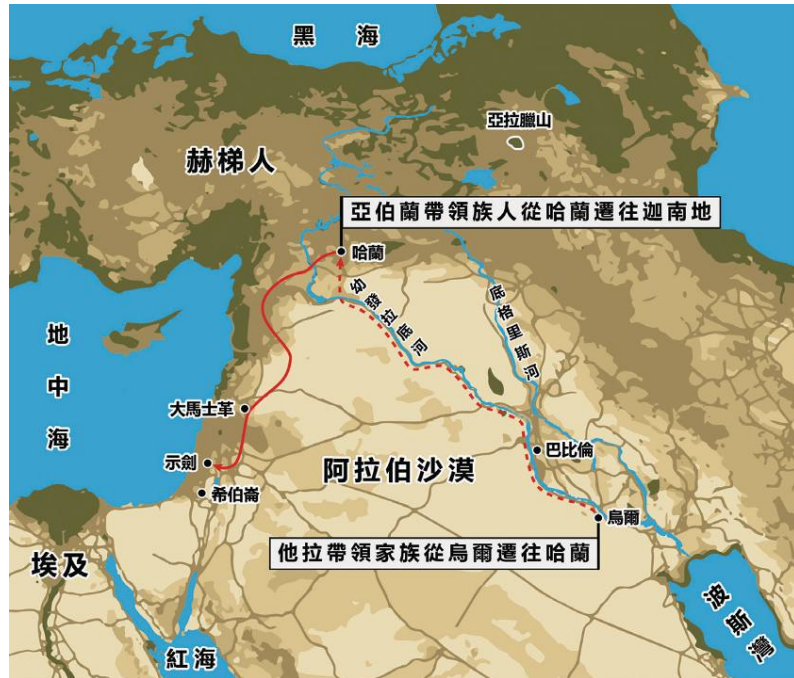 黑海
亞拉臘山
赫梯人
亞伯蘭帶領族人從哈蘭遷往迦南地
哈蘭
幼發拉底河
底格里斯河
地中海
大馬士革
示劍
希伯崙
阿拉伯沙漠
巴比倫
烏爾
他拉帶領家族從烏爾遷往哈蘭
埃及
紅海
波斯灣